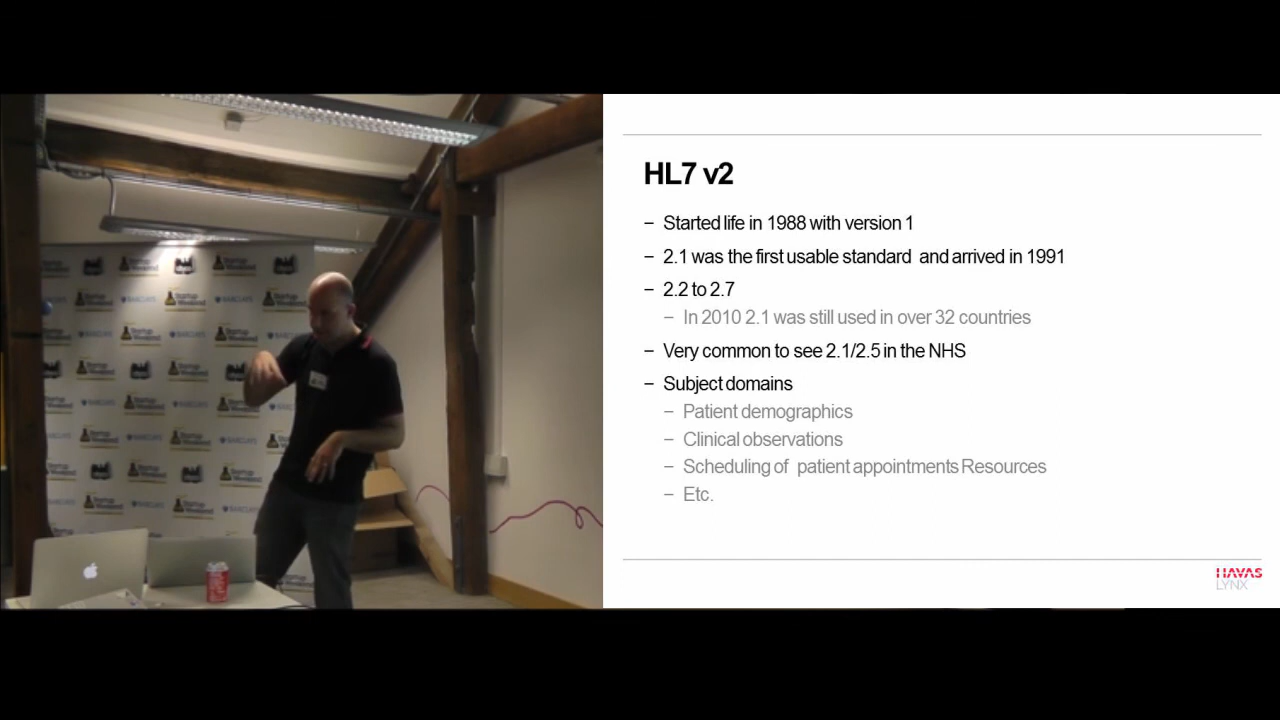 HL7 v2
– Started life in 1988 with version 1
– 2.1 was the first usable standard and arrived in 1991
– 2.2 to 2.7
– In 2010 2.1 was still used in over 32 countries
– Very common to see 2.1/2.5 in the NHS
– Subject domains
– Patient demographics
– Clinical observations
– Scheduling of patient appointments Resources
– Etc.
HAVAS
LYNX
Startup
Weekend
BARCLAYS